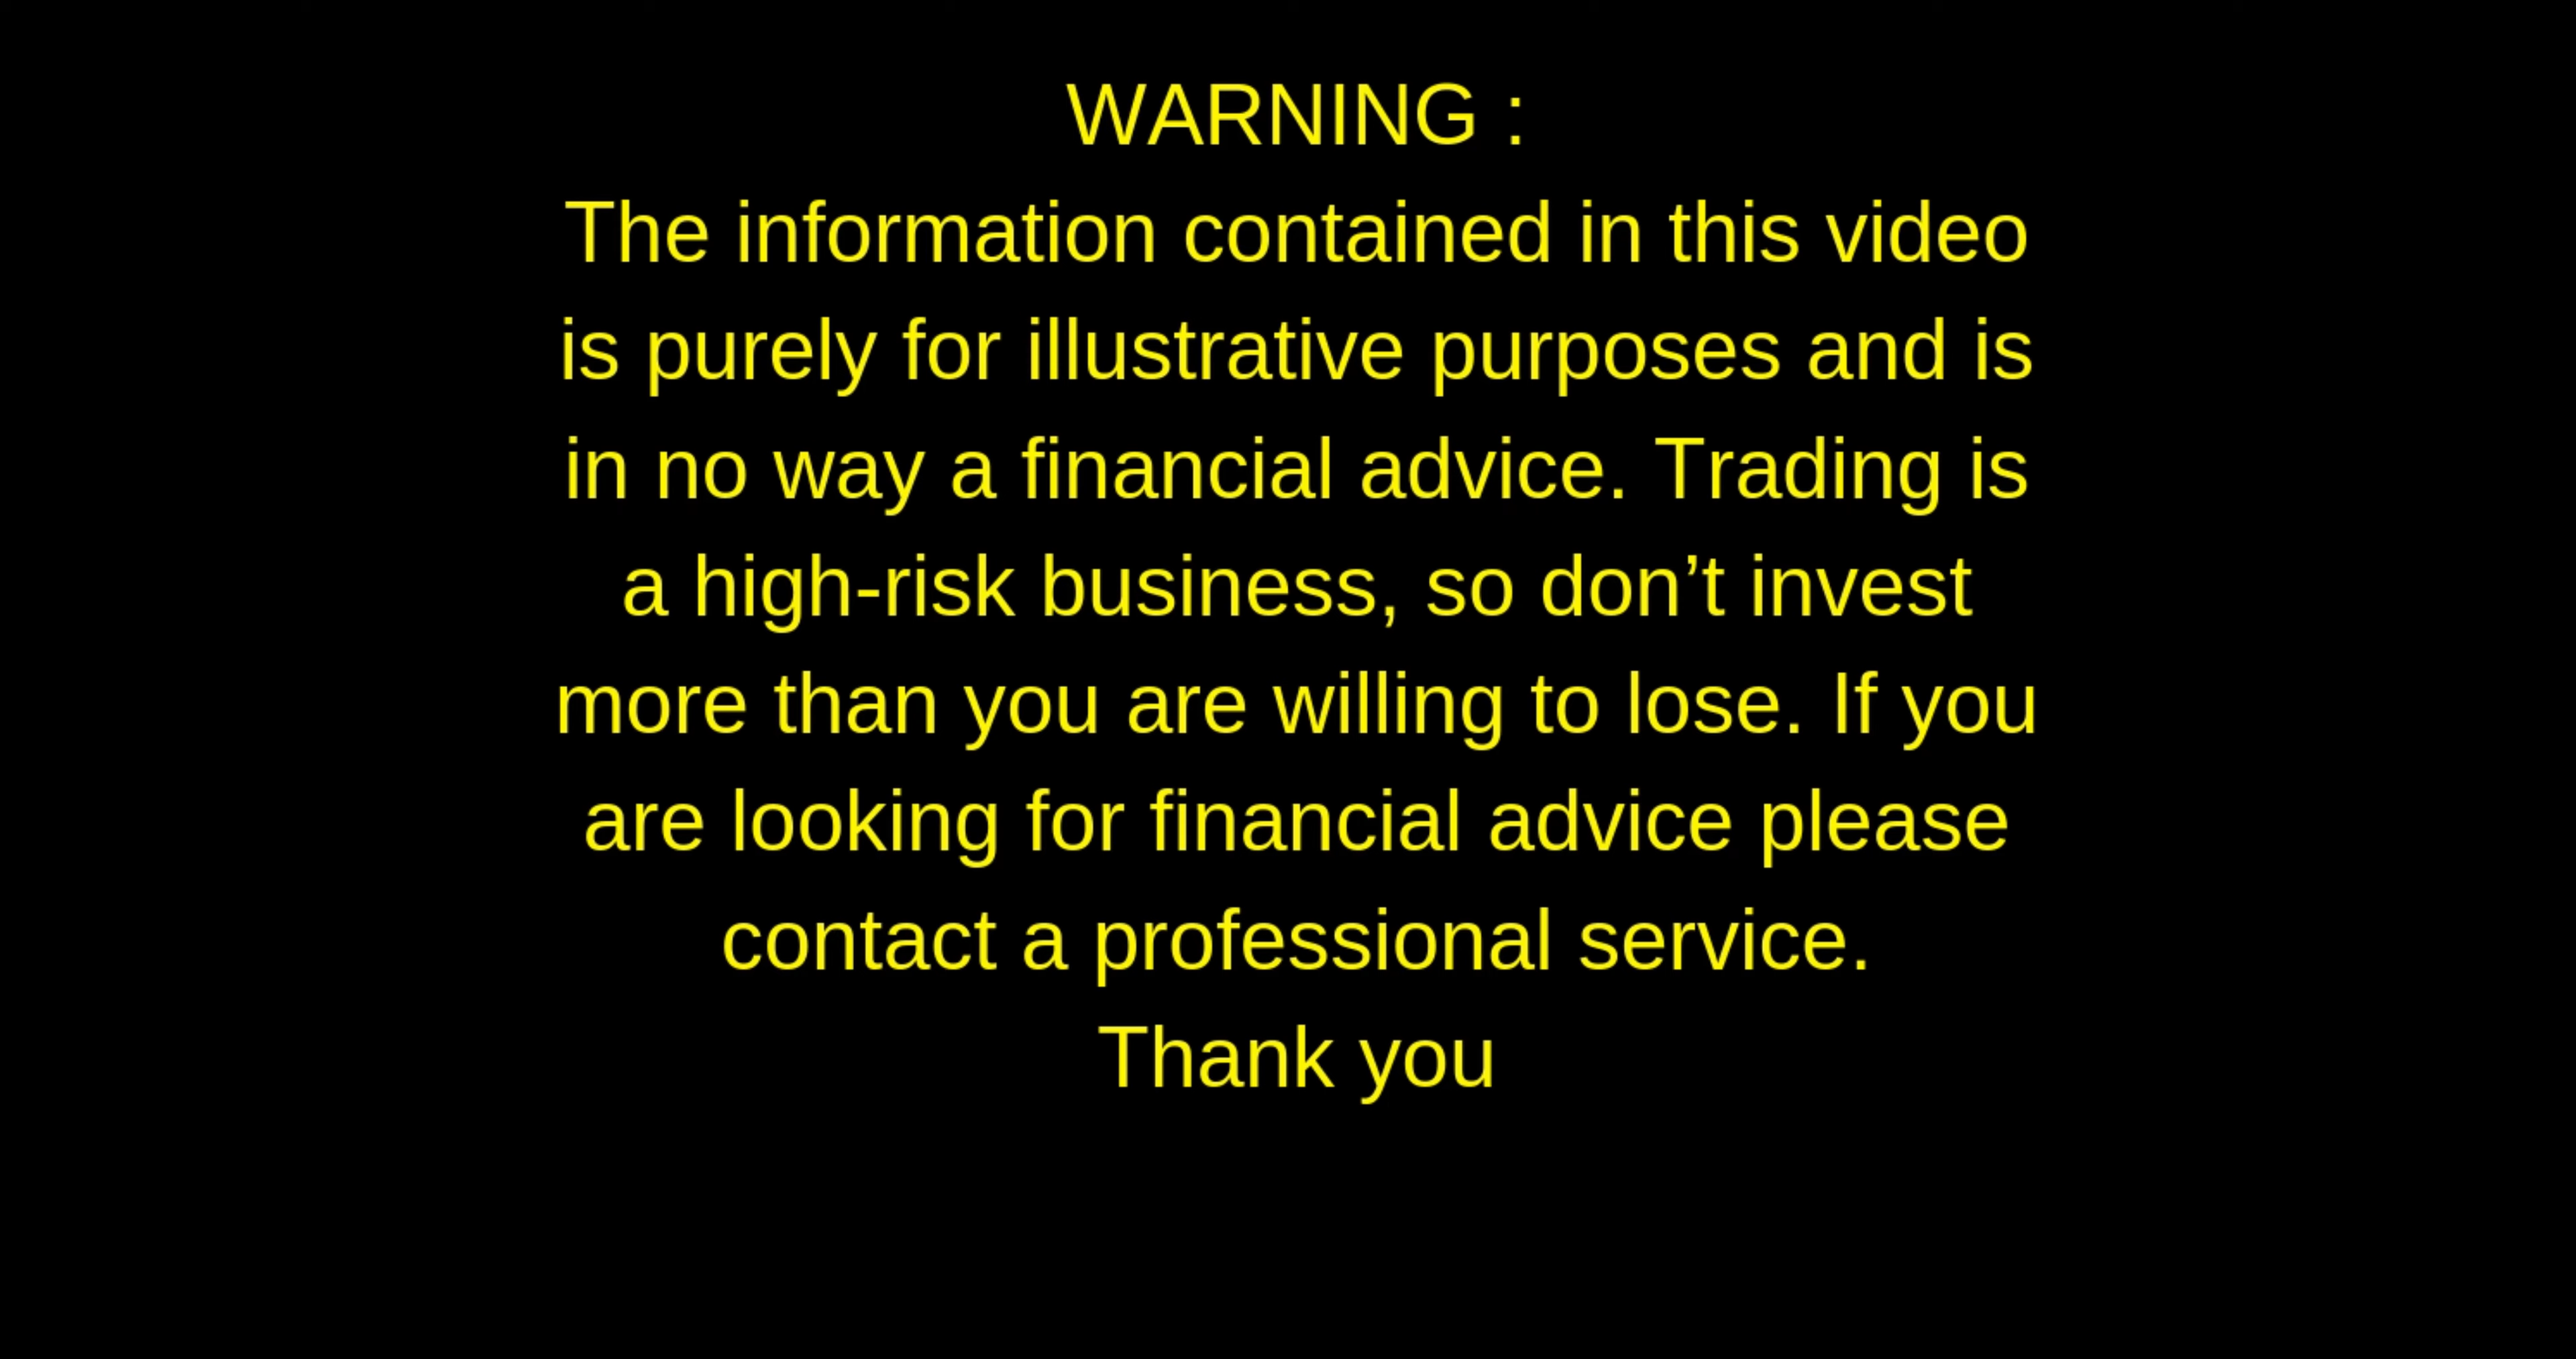 WARNING :
The information contained in this video
is purely for illustrative purposes and is
in no way a financial advice. Trading is
a high-risk business, so don’t invest
more than you are willing to lose. If you
are looking for financial advice please
contact a professional service.
Thank you